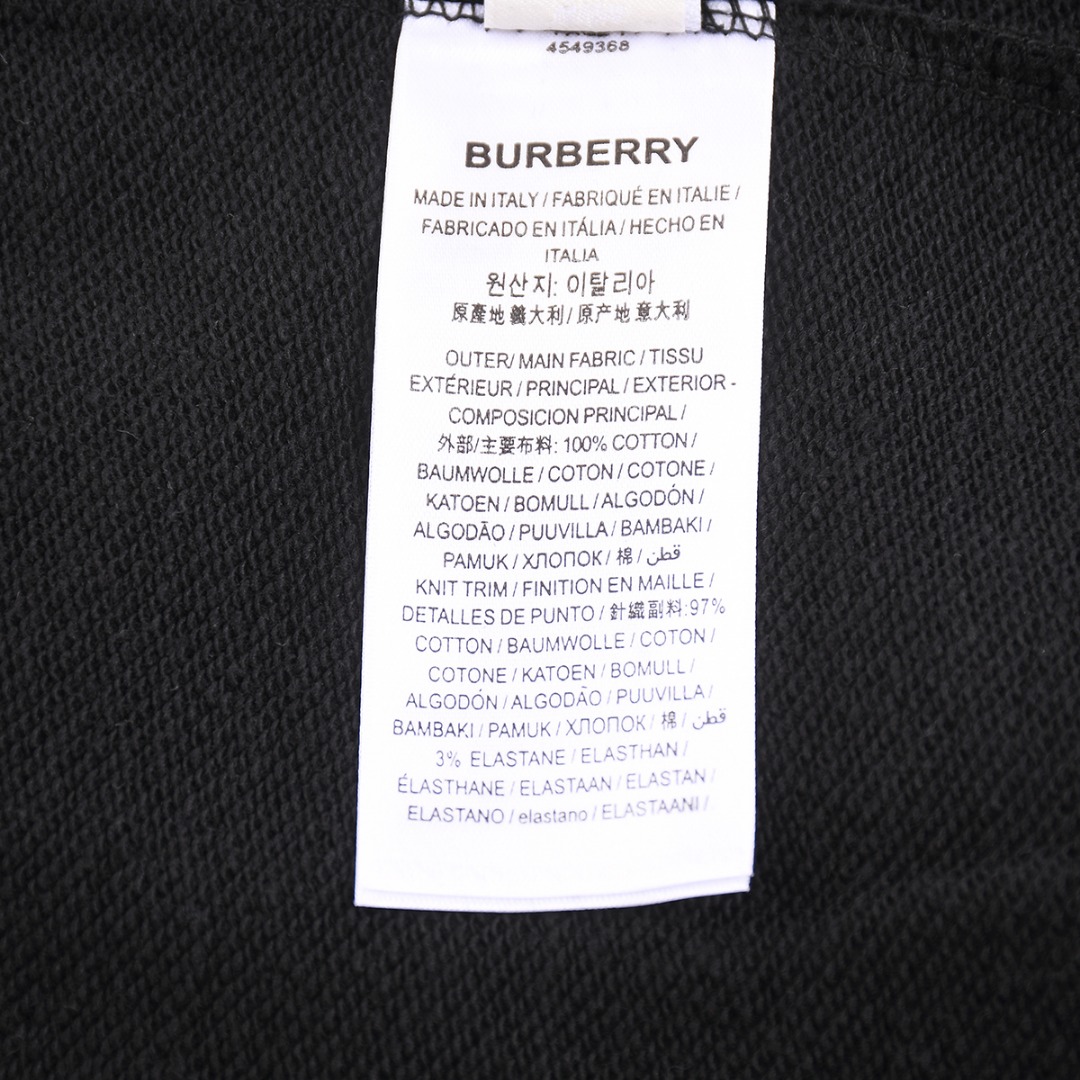 4549368
BURBERRY
MADE IN ITALY / FABRIQUÉ EN ITALIE /
FABRICADO EN ITÁLIA / HECHO EN
ITALIA
원산지: 이탈리아
原產地 義大利 / 原产地 意大利
OUTER/ MAIN FABRIC / TISSU
EXTÉRIEUR / PRINCIPAL / EXTERIOR -
COMPOSICION PRINCIPAL /
外部/主要布料: 100% COTTON /
BAUMWOLLE / COTON / COTONE /
KATOEN / BOMULL / ALGODÓN /
ALGODÃO / PUUVILLA / BAMBAKI /
PAMUK / ХЛОПОК / 棉 / قطن
KNIT TRIM / FINITION EN MAILLE /
DETALLES DE PUNTO / 針織副料:97%
COTTON / BAUMWOLLE / COTON /
COTONE / KATOEN / BOMULL /
ALGODÓN / ALGODÃO / PUUVILLA /
BAMBAKI / PAMUK / ХЛОПОК / 棉 / قطن
3% ELASTANE / ELASTHAN /
ÉLASTHANE / ELASTAAN / ELASTAN /
ELASTANO / elastano / ELASTAANI /